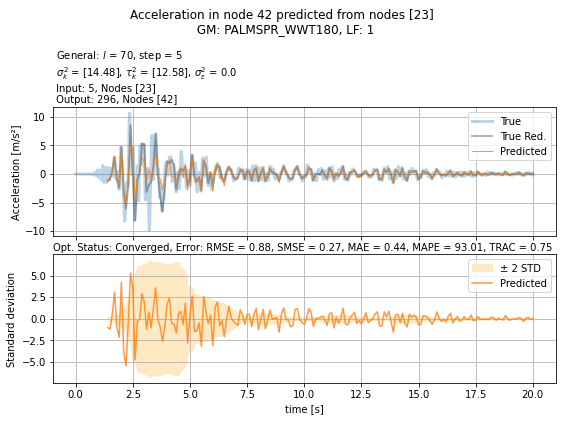 Acceleration in node 42 predicted from nodes [23]
GM: PALMSPR_WWT180, LF: 1
General: l = 70, step = 5
σ²ₖ = [14.48], τ²ₖ = [12.58], σ²ε = 0.0
Input: 5, Nodes [23]
Output: 296, Nodes [42]
Acceleration [m/s²]
10
5
0
−5
−10
True
True Red.
Predicted
Opt. Status: Converged, Error: RMSE = 0.88, SMSE = 0.27, MAE = 0.44, MAPE = 93.01, TRAC = 0.75
Standard deviation
5.0
2.5
0.0
−2.5
−5.0
± 2 STD
Predicted
0.0 2.5 5.0 7.5 10.0 12.5 15.0 17.5 20.0
time [s]